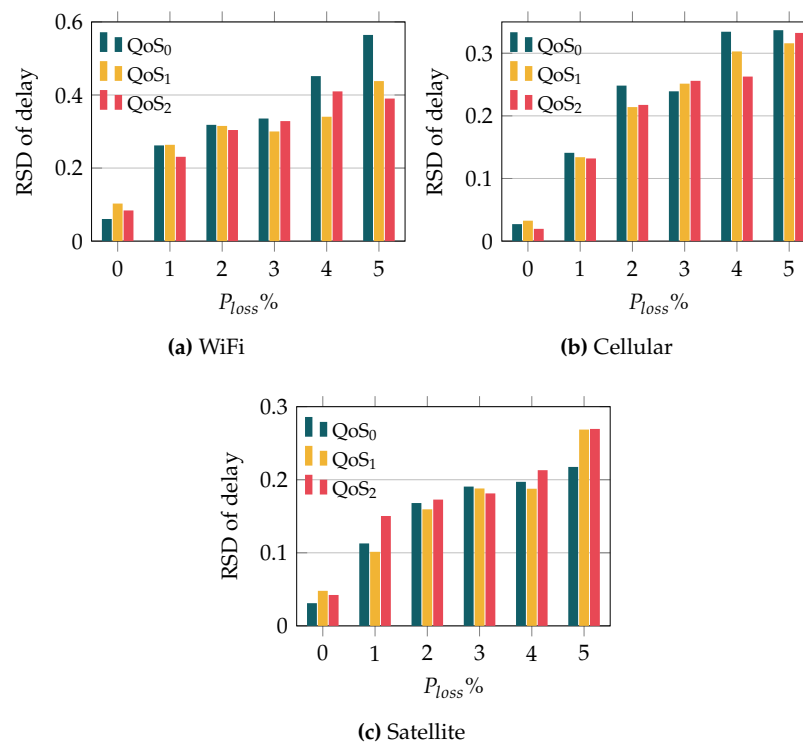 RSD of delay
0.6
0.4
0.2
0
QoS₀
QoS₁
QoS₂
0 1 2 3 4 5
P_loss%
(a) WiFi
RSD of delay
0.3
0.2
0.1
0
QoS₀
QoS₁
QoS₂
0 1 2 3 4 5
P_loss%
(b) Cellular
RSD of delay
0.3
0.2
0.1
0
QoS₀
QoS₁
QoS₂
0 1 2 3 4 5
P_loss%
(c) Satellite